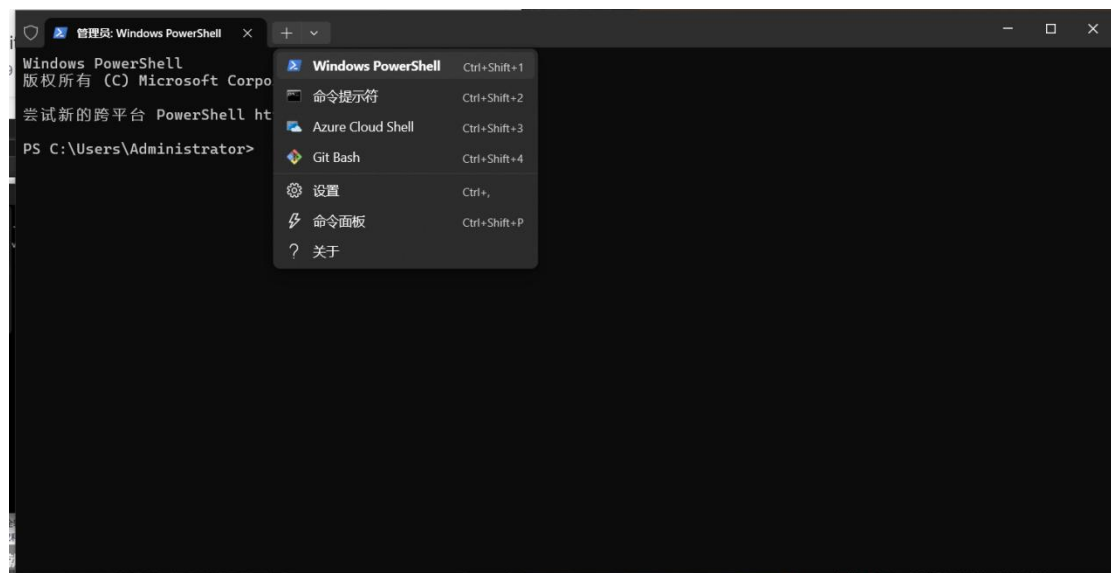 管理员: Windows PowerShell
Windows PowerShell
版权所有 (C) Microsoft Corpo
尝试新的跨平台 PowerShell ht
PS C:\Users\Administrator>
Windows PowerShell Ctrl+Shift+1
命令提示符 Ctrl+Shift+2
Azure Cloud Shell Ctrl+Shift+3
Git Bash Ctrl+Shift+4
设置 Ctrl+,
命令面板 Ctrl+Shift+P
关于